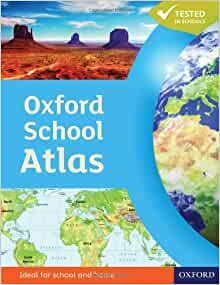 TESTED
IN SCHOOLS
Oxford
School
Atlas
Ideal for school and
OXFORD